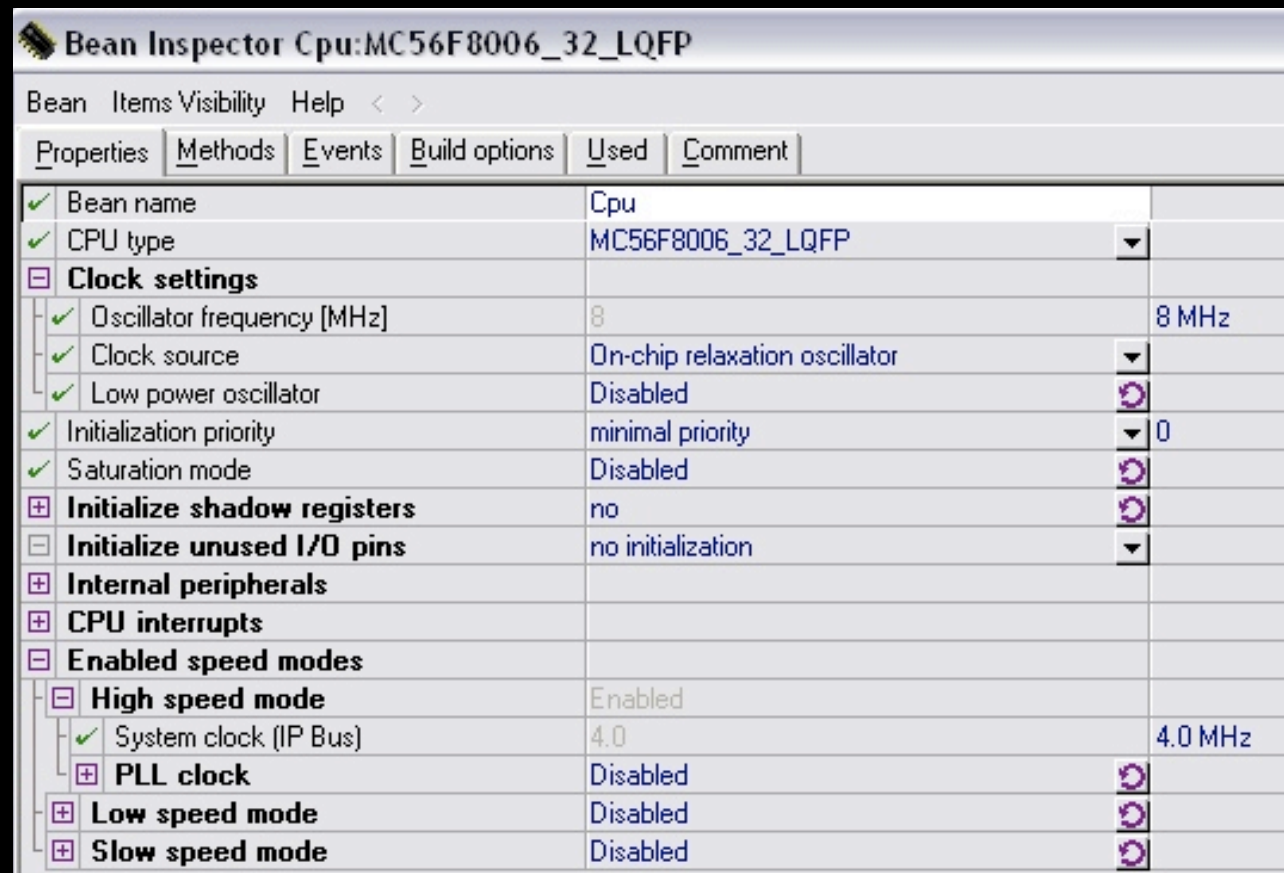 Bean Inspector Cpu:MC56F8006_32_LQFP
Bean Items Visibility Help < >
Properties Methods Events Build options Used Comment
Bean name Cpu
CPU type MC56F8006_32_LQFP
Clock settings
Oscillator frequency [MHz] 8 8 MHz
Clock source On-chip relaxation oscillator
Low power oscillator Disabled
Initialization priority minimal priority 0
Saturation mode Disabled
Initialize shadow registers no
Initialize unused I/O pins no initialization
Internal peripherals
CPU interrupts
Enabled speed modes
High speed mode Enabled
System clock (IP Bus) 4.0 4.0 MHz
PLL clock Disabled
Low speed mode Disabled
Slow speed mode Disabled